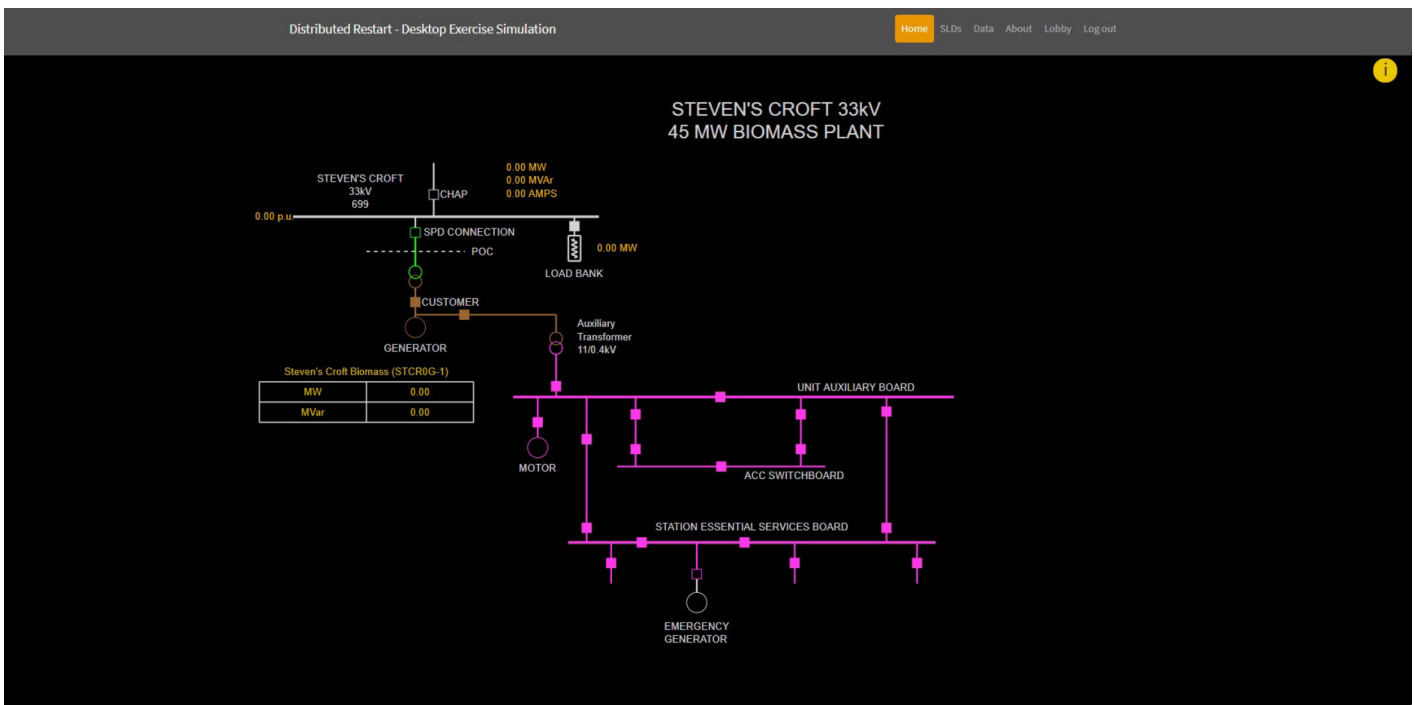 Distributed Restart - Desktop Exercise Simulation
Home SLDs Data About Lobby Log out
i
STEVEN'S CROFT 33kV
45 MW BIOMASS PLANT
STEVEN'S CROFT
33kV
699
CHAP
0.00 MW
0.00 MVAr
0.00 AMPS
0.00 p.u.
SPD CONNECTION
POC
0.00 MW
LOAD BANK
CUSTOMER
GENERATOR
Auxiliary
Transformer
11/0.4kV
Steven's Croft Biomass (STCR0G-1)
MW 0.00
MVar 0.00
UNIT AUXILIARY BOARD
MOTOR
ACC SWITCHBOARD
STATION ESSENTIAL SERVICES BOARD
EMERGENCY
GENERATOR